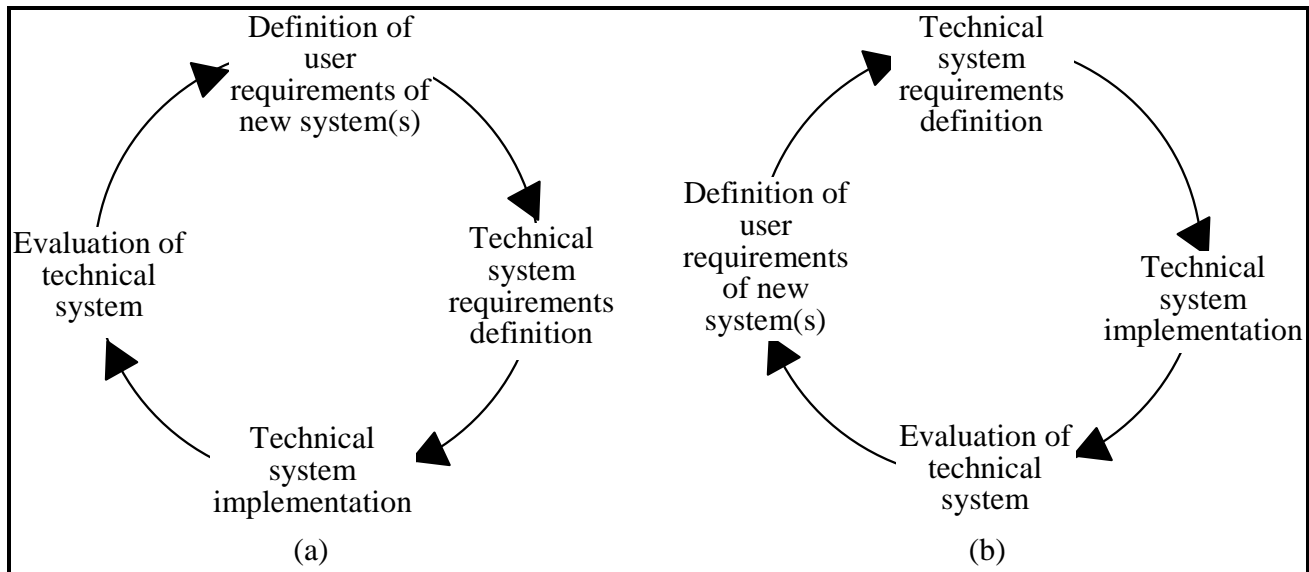 Definition of
user
requirements of
new system(s)
Technical
system
requirements
definition
Technical
system
implementation
Evaluation of
technical
system
(a)
Technical
system
requirements
definition
Technical
system
implementation
Evaluation of
technical
system
Definition of
user
requirements
of new
system(s)
(b)